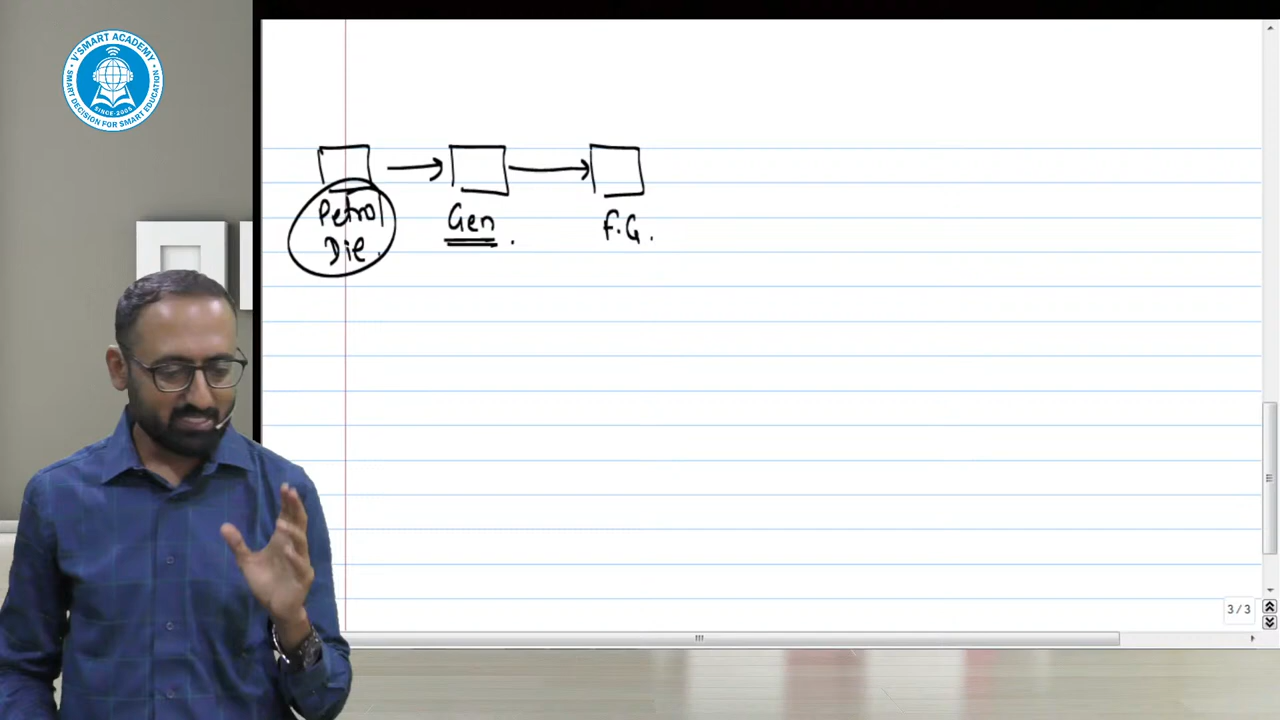 V'SMART ACADEMY
SMART DECISION FOR SMART EDUCATION
SINCE-2005
Petrol Gen. F.G.
Die.
3/3